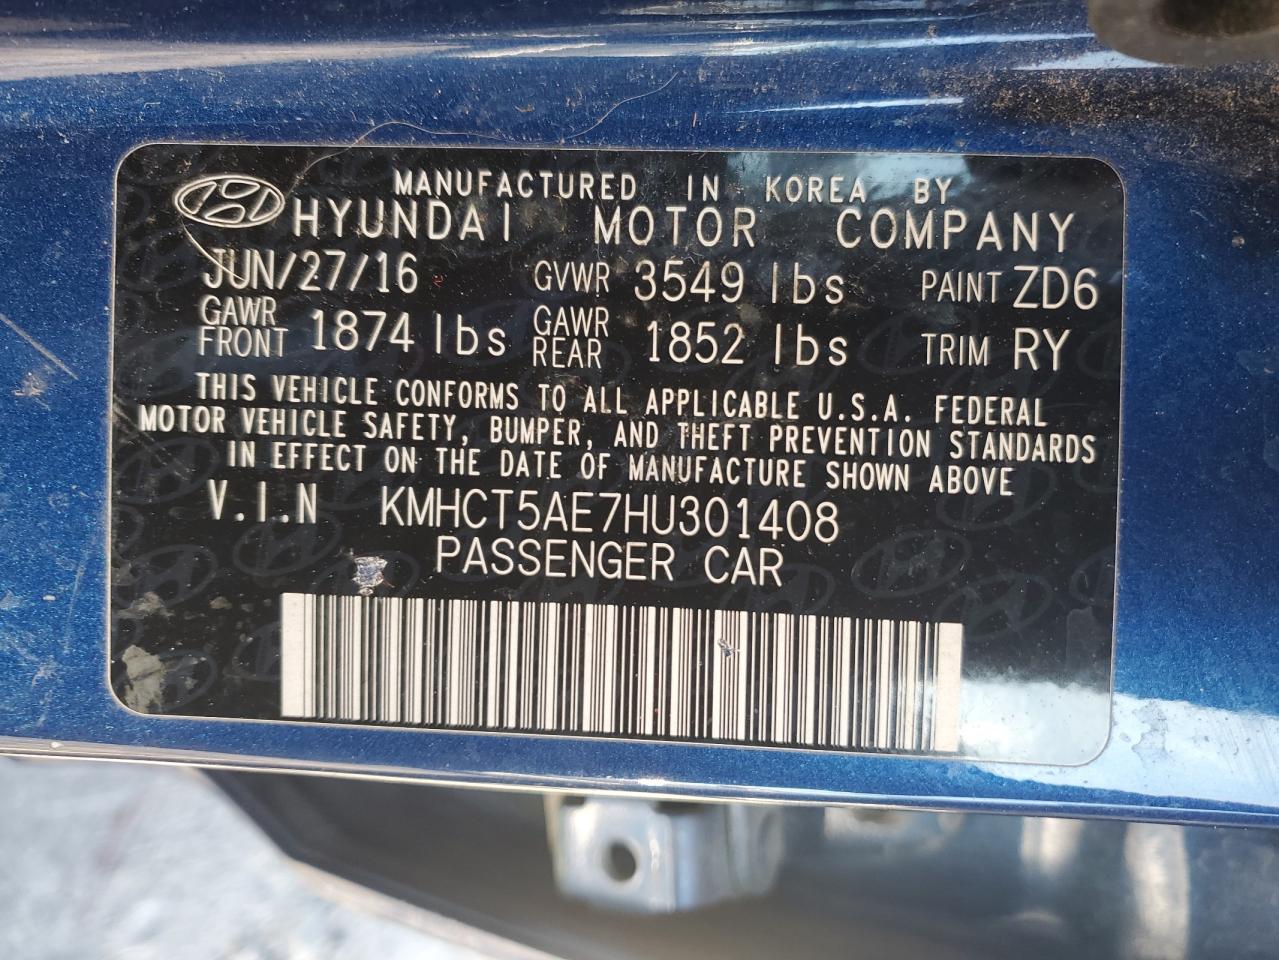 MANUFACTURED IN KOREA BY
HYUNDAI MOTOR COMPANY
JUN/27/16 GVWR 3549 lbs PAINT ZD6
GAWR FRONT 1874 lbs GAWR REAR 1852 lbs TRIM RY
THIS VEHICLE CONFORMS TO ALL APPLICABLE U.S.A. FEDERAL
MOTOR VEHICLE SAFETY, BUMPER, AND THEFT PREVENTION STANDARDS
IN EFFECT ON THE DATE OF MANUFACTURE SHOWN ABOVE
V.I.N KMHCT5AE7HU301408
PASSENGER CAR